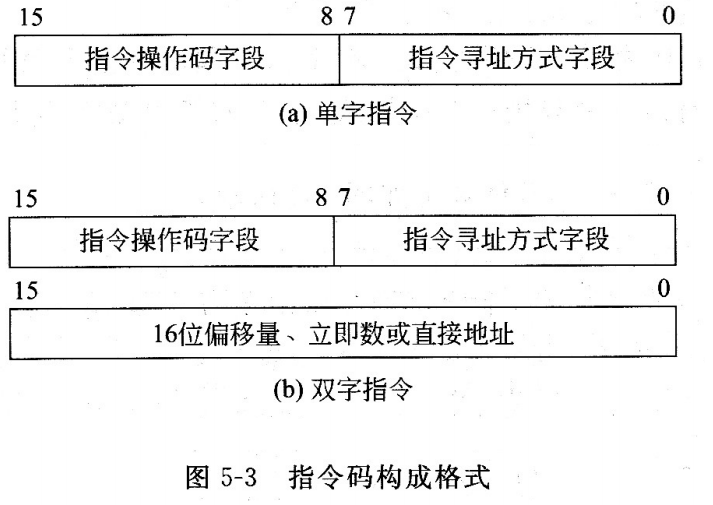 15 8 7 0
指令操作码字段 指令寻址方式字段
(a) 单字指令
15 8 7 0
指令操作码字段 指令寻址方式字段
15 0
16位偏移量、立即数或直接地址
(b) 双字指令
图 5-3 指令码构成格式